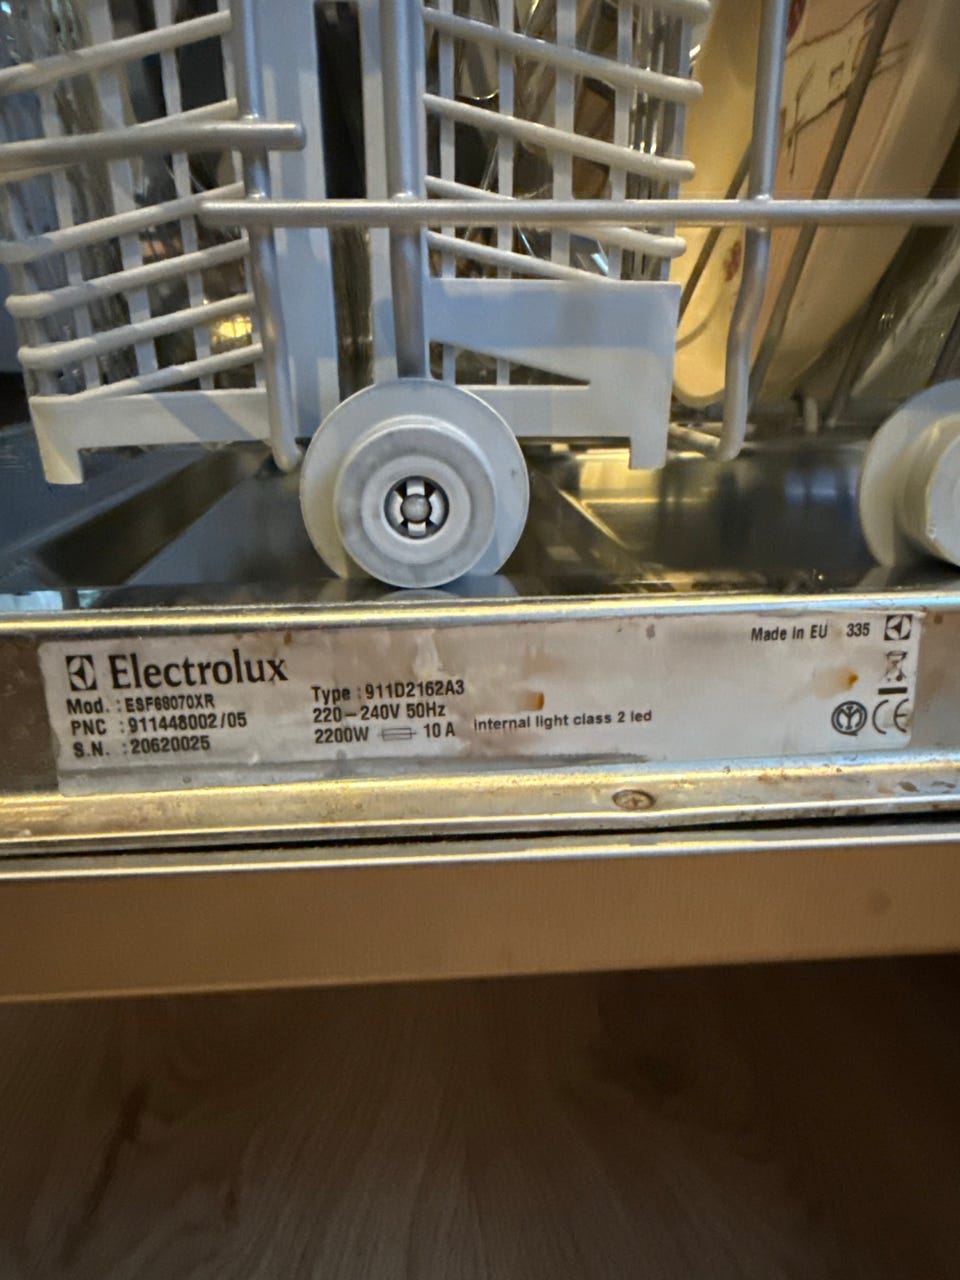 Electrolux
Mod. : ESF68070XR
PNC : 911448002/05
S.N. : 20620025
Type : 911D2162A3
220-240V 50Hz
2200W 10 A
internal light class 2 led
Made in EU 335
CE